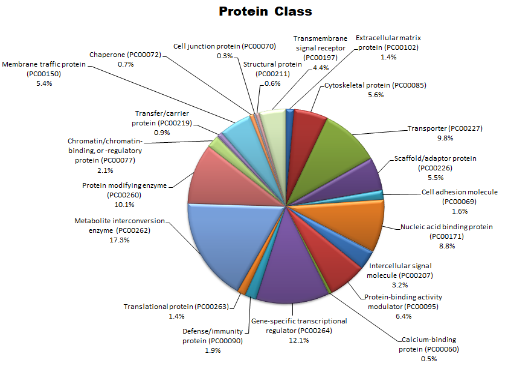 Protein Class
Extracellular matrix
protein (PC00102)
1.4%
Cytoskeletal protein (PC00085)
5.6%
Transporter (PC00227)
9.8%
Scaffold/adaptor protein
(PC00226)
5.5%
Cell adhesion molecule
(PC00069)
1.6%
Nucleic acid binding protein
(PC00171)
8.8%
Intercellular signal
molecule (PC00207)
3.2%
Protein-binding activity
modulator (PC00095)
6.4%
Calcium-binding
protein (PC00060)
0.5%
Gene-specific transcriptional
regulator (PC00264)
12.1%
Defense/immunity
protein (PC00090)
1.9%
Translational protein (PC00263)
1.4%
Metabolite interconversion
enzyme (PC00262)
17.3%
Protein modifying enzyme
(PC00260)
10.1%
Chromatin/chromatin-
binding, or -regulatory
protein (PC00077)
2.1%
Transfer/carrier
protein (PC00219)
0.9%
Membrane traffic protein
(PC00150)
5.4%
Chaperone (PC00072)
0.7%
Cell junction protein (PC00070)
0.3%
Structural protein
(PC00211)
0.6%
Transmembrane
signal receptor
(PC00197)
4.4%